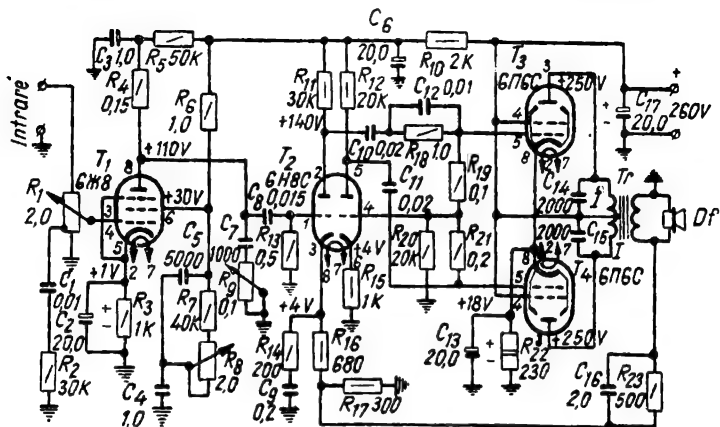 Intrare
C3 1,0
R5 50K
R4 0,15
R6 1,0
C6 20,0
R10 2K
T3 6П6С
3
+250V
C17 20,0
+
260V
R11 30K
R12 20K
C12 0,01
+140V
C10 0,02
R18 1,0
5
8
7
+110V
8
T1 6Ж8
T2 6Н8С
2
5
R1 2,0
3
4
+30V
6
5
2
7
C8 0,015
C7 1000
R13 0,5
1
4
3
8
7
6
C11 0,02
R19 0,1
R20 20K
R21 0,2
C14 2000
C15 2000
I
Tr
Df
C1 0,01
R2 30K
+1V
C2 20,0
R3 1K
C5 5000
R7 40K
R9 0,1
R8 2,0
C4 1,0
+4V
+4V
R15 1K
R14 200
R16 680
C9 0,2
R17 300
+18V
C13 20,0
R22 230
5
4
T4 6П6С
+250V
C16 2,0
R23 500